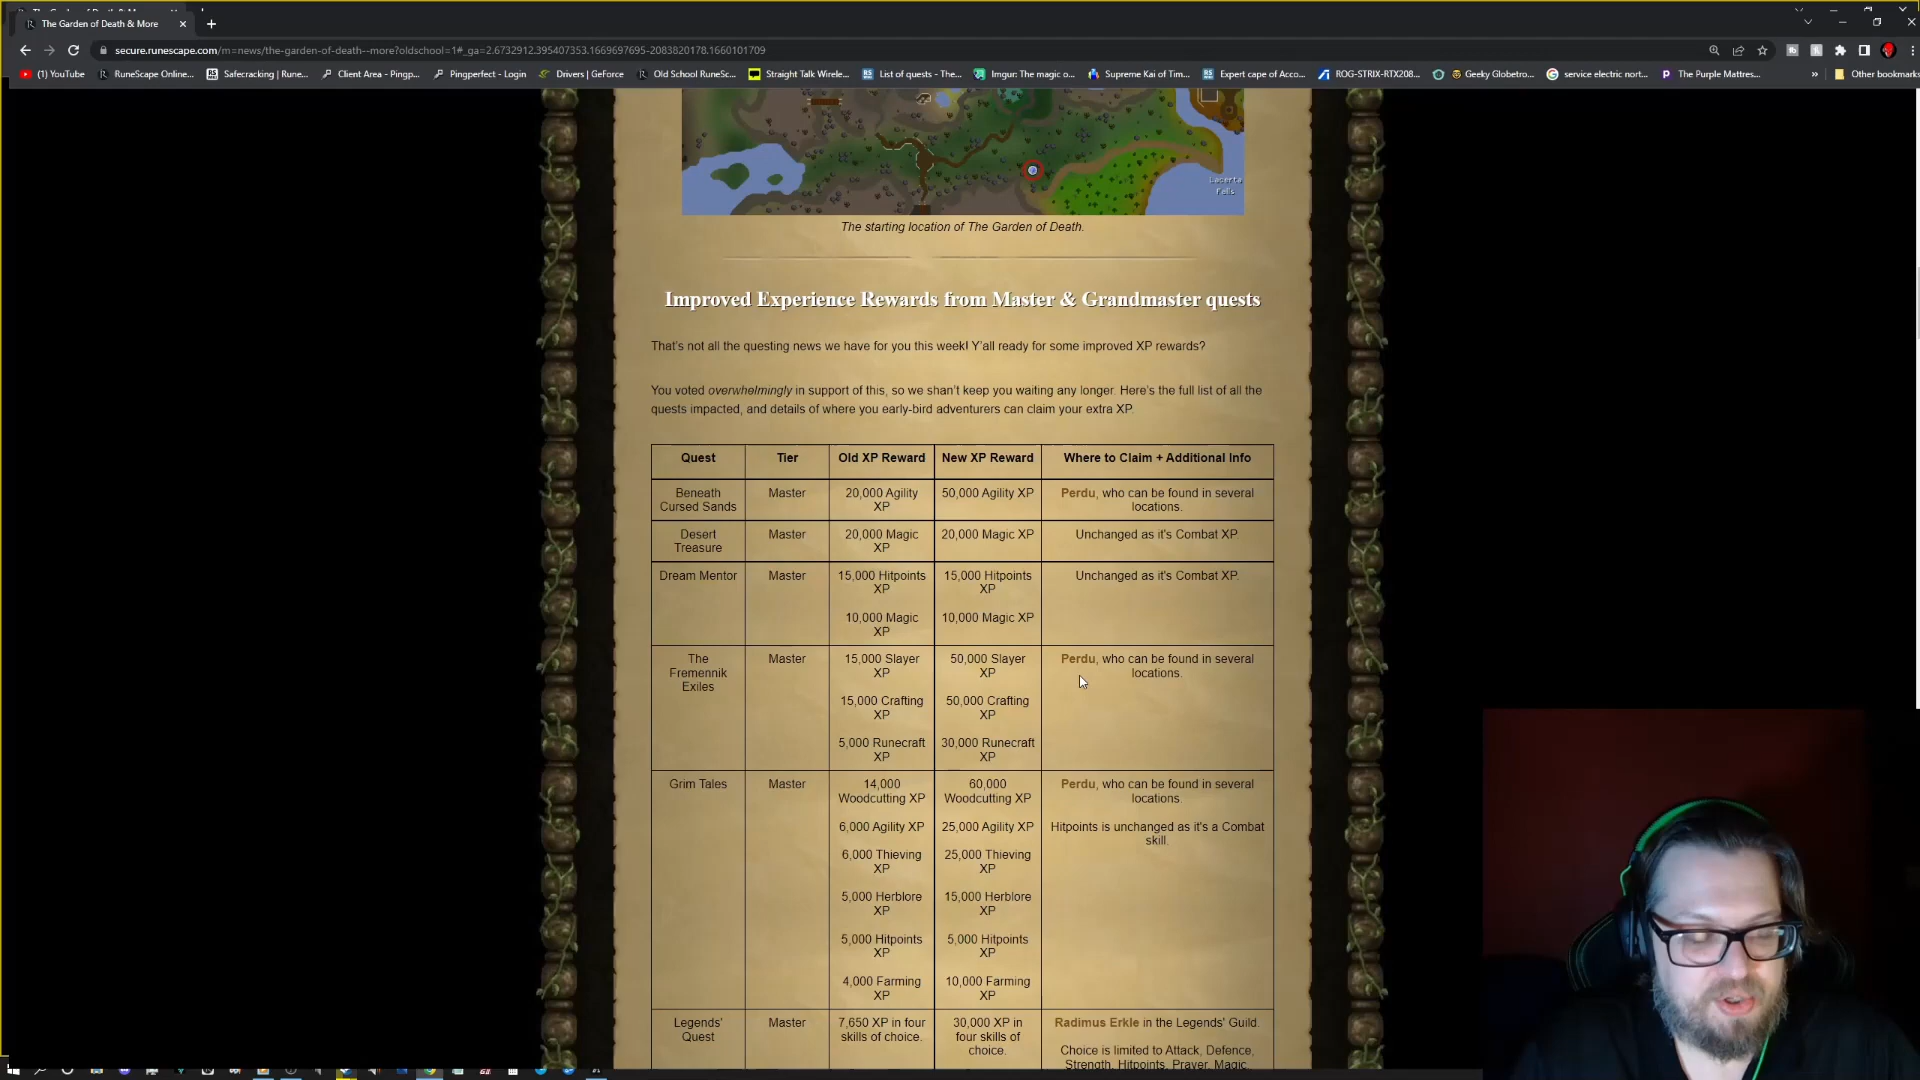 The Garden of Death & More
secure.runescape.com/m=news/the-garden-of-death--more?oldschool=1#_ga=2.6732912.395407353.1669697695-2083820178.1660101709
(1) YouTube
RuneScape Online...
Safecracking | Rune...
Client Area - Pingp...
Pingperfect - Login
Drivers | GeForce
Old School RuneSc...
Straight Talk Wirele...
List of quests - The...
Imgur: The magic o...
Supreme Kai of Tim...
Expert cape of Acco...
ROG-STRIX-RTX208...
Geeky Globetro...
service electric nort...
The Purple Mattres...
Other bookmarks
Lacerta
Fells
The starting location of The Garden of Death.
Improved Experience Rewards from Master & Grandmaster quests
That's not all the questing news we have for you this week! Y'all ready for some improved XP rewards?
You voted overwhelmingly in support of this, so we shan't keep you waiting any longer. Here's the full list of all the
quests impacted, and details of where you early-bird adventurers can claim your extra XP.
Quest Tier Old XP Reward New XP Reward Where to Claim + Additional Info
Beneath Master 20,000 Agility 50,000 Agility XP Perdu, who can be found in several
Cursed Sands XP locations.
Desert Master 20,000 Magic 20,000 Magic XP Unchanged as it's Combat XP.
Treasure XP
Dream Mentor Master 15,000 Hitpoints 15,000 Hitpoints Unchanged as it's Combat XP.
XP XP
10,000 Magic 10,000 Magic XP
XP
The Master 15,000 Slayer 50,000 Slayer Perdu, who can be found in several
Fremennik XP XP locations.
Exiles
15,000 Crafting 50,000 Crafting
XP XP
5,000 Runecraft 30,000 Runecraft
XP XP
Grim Tales Master 14,000 60,000 Perdu, who can be found in several
Woodcutting XP Woodcutting XP locations.
6,000 Agility XP 25,000 Agility XP Hitpoints is unchanged as it's a Combat
skill.
6,000 Thieving 25,000 Thieving
XP XP
5,000 Herblore 15,000 Herblore
XP XP
5,000 Hitpoints 5,000 Hitpoints
XP XP
4,000 Farming 10,000 Farming
XP XP
Legends' Master 7,650 XP in four 30,000 XP in Radimus Erkle in the Legends' Guild.
Quest skills of choice. four skills of
choice. Choice is limited to Attack, Defence,
Strength, Hitpoints, Prayer, Magic,